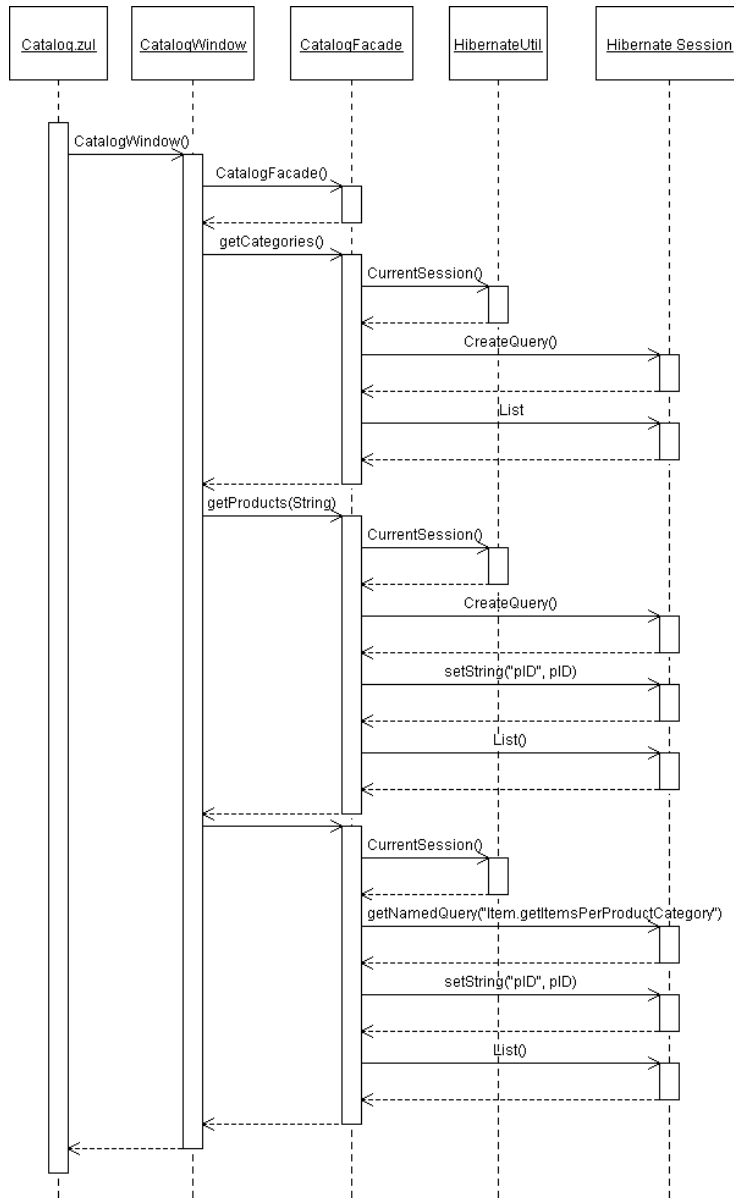 Catalog.zul
CatalogWindow
CatalogFacade
HibernateUtil
Hibernate Session
CatalogWindow()
CatalogFacade()
getCategories()
CurrentSession()
CreateQuery()
List
getProducts(String)
CurrentSession()
CreateQuery()
setString("pID", pID)
List()
CurrentSession()
getNamedQuery("Item.getItemsPerProductCategory")
setString("pID", pID)
List()